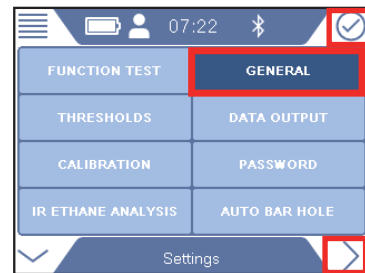 07:22
FUNCTION TEST GENERAL
THRESHOLDS DATA OUTPUT
CALIBRATION PASSWORD
IR ETHANE ANALYSIS AUTO BAR HOLE
Settings